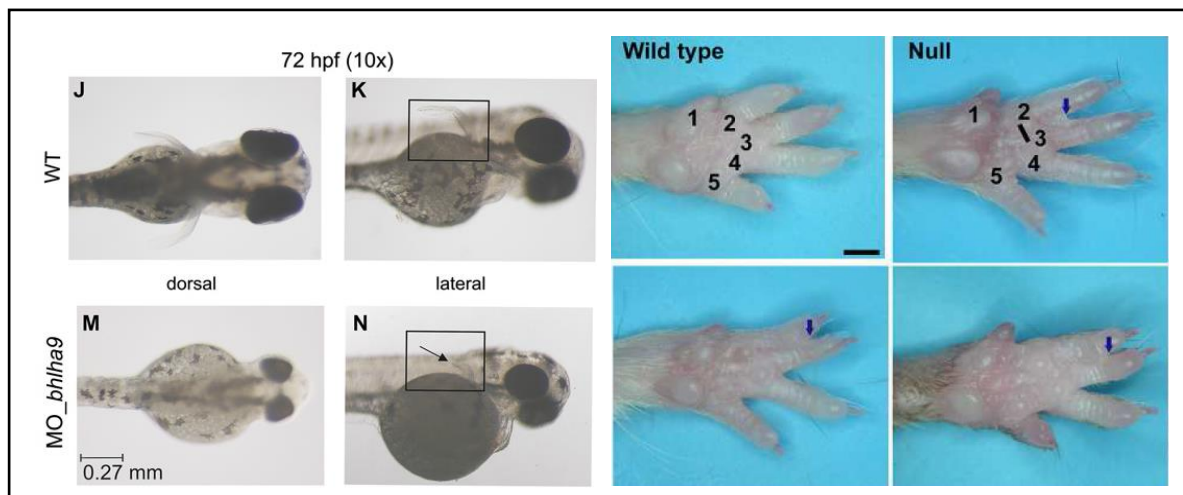 72 hpf (10x)
J
K
WT
dorsal
lateral
M
N
MO_bhlha9
0.27 mm
Wild type
Null
1
2
3
4
5
1
2
3
4
5